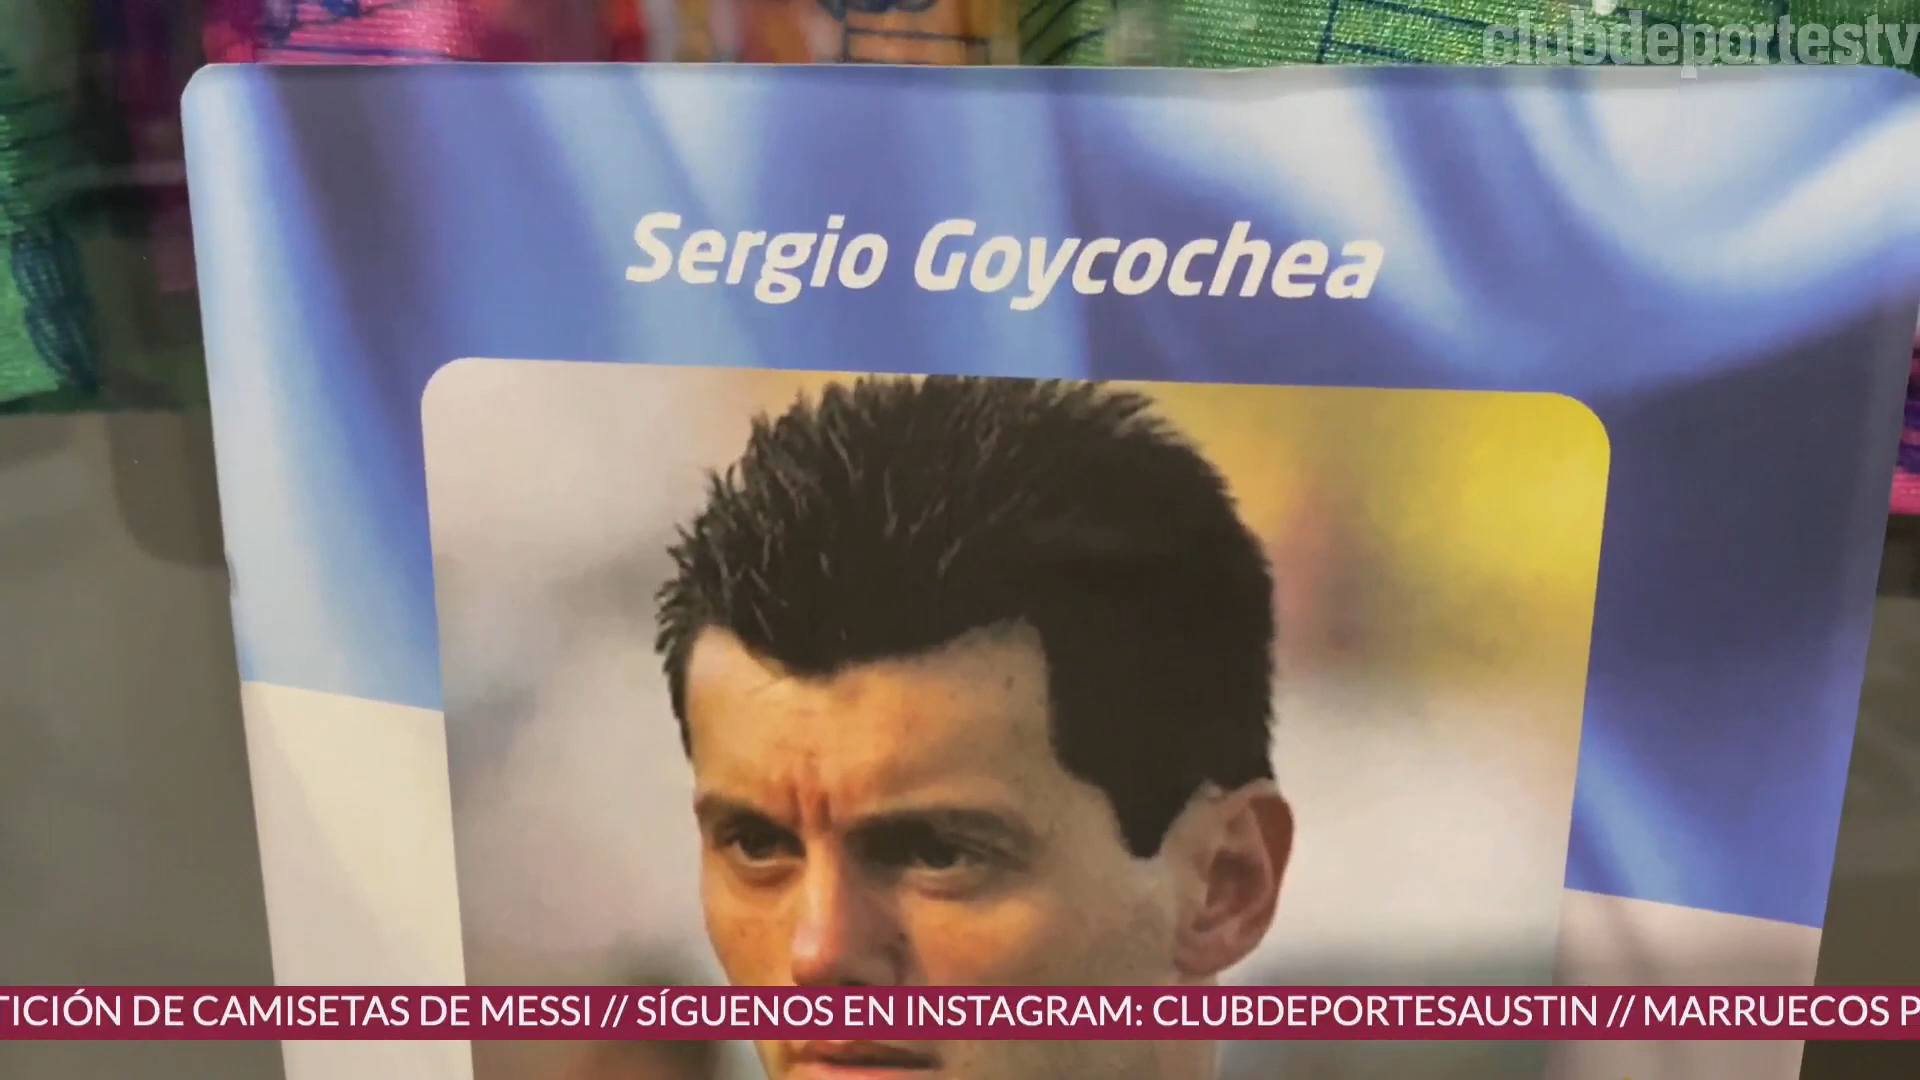 clubdeportestv
Sergio Goycochea
TICIÓN DE CAMISETAS DE MESSI // SÍGUENOS EN INSTAGRAM: CLUBDEPORTESAUSTIN // MARRUECOS P